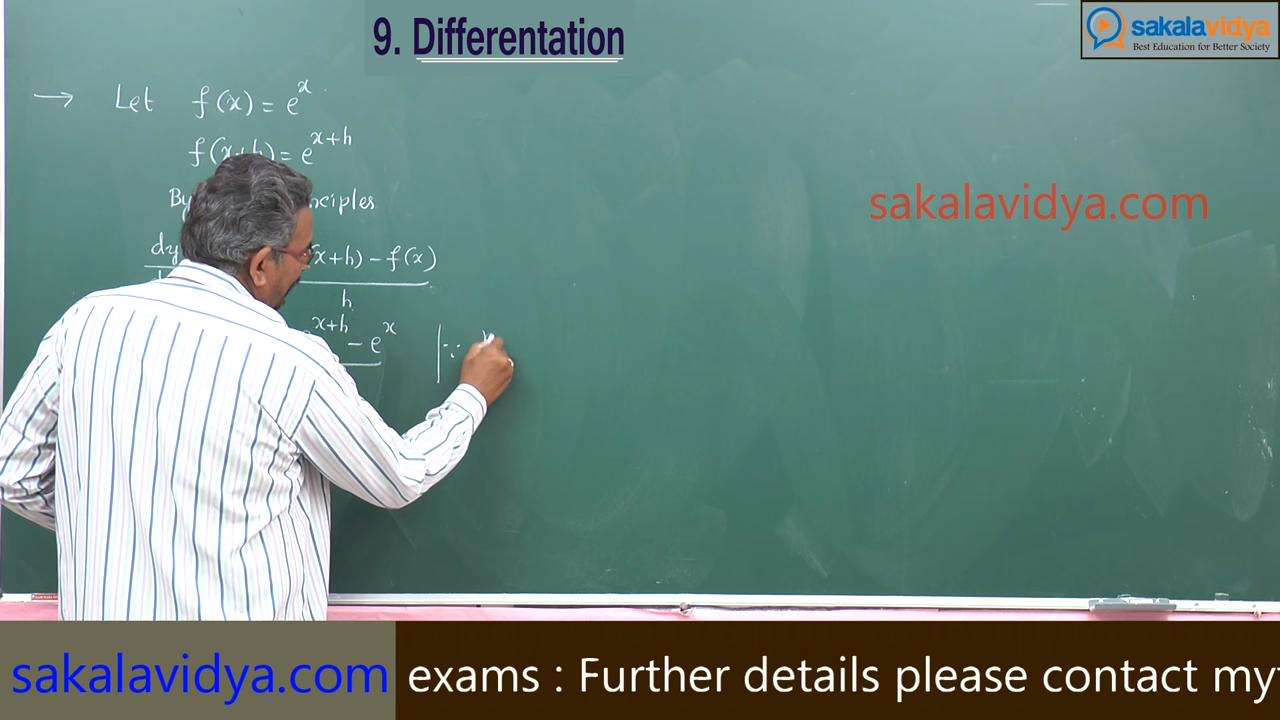 9. Differentation
sakalavidya
Best Education for Better Society
→ Let f(x) = e^x
f(x+h) = e^{x+h}
By nciples
sakalavidya.com
dy (x+h) − f(x)
h
e^{x+h} − e^x | ∵
sakalavidya.com exams : Further details please contact my